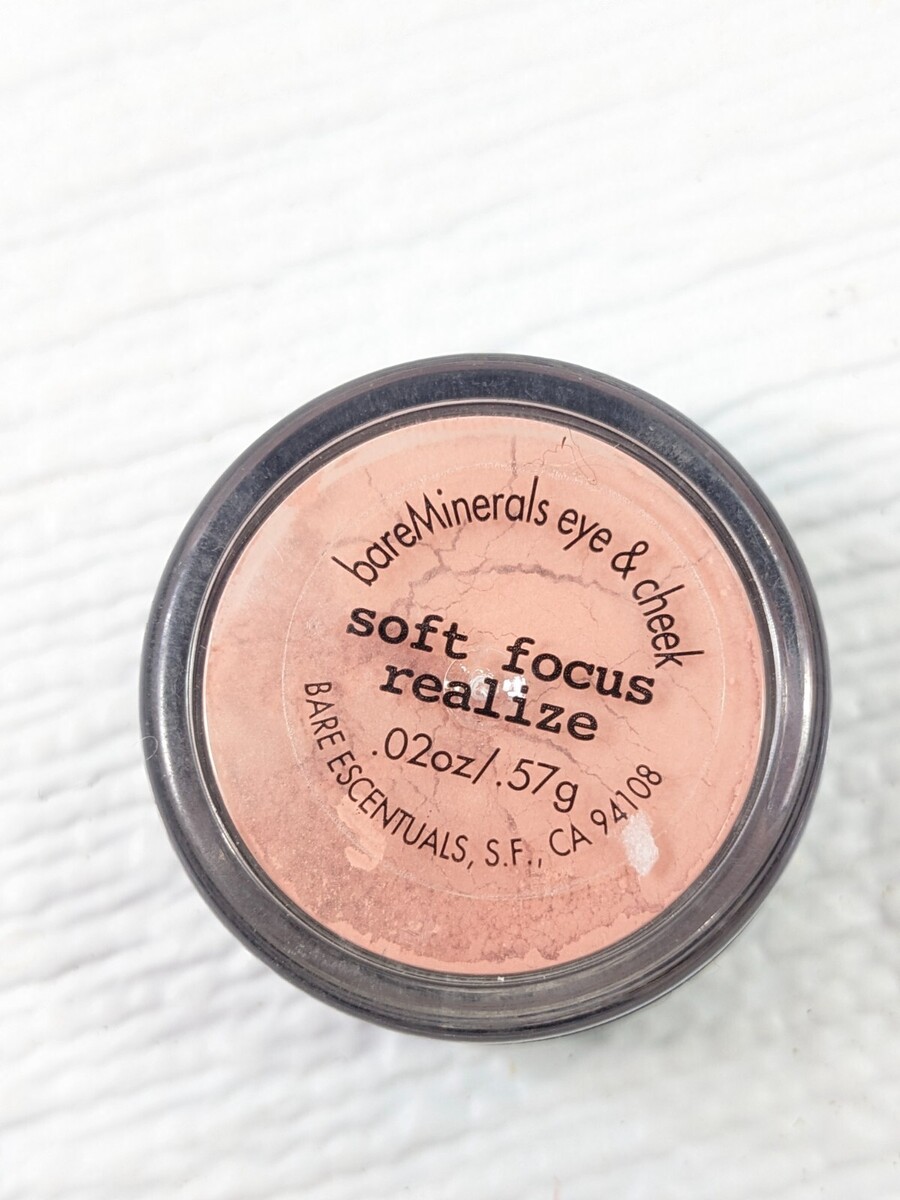 bareMinerals eye & cheek
soft focus
realize
.02oz/.57g
BARE ESCENTUALS, S.F., CA 94108